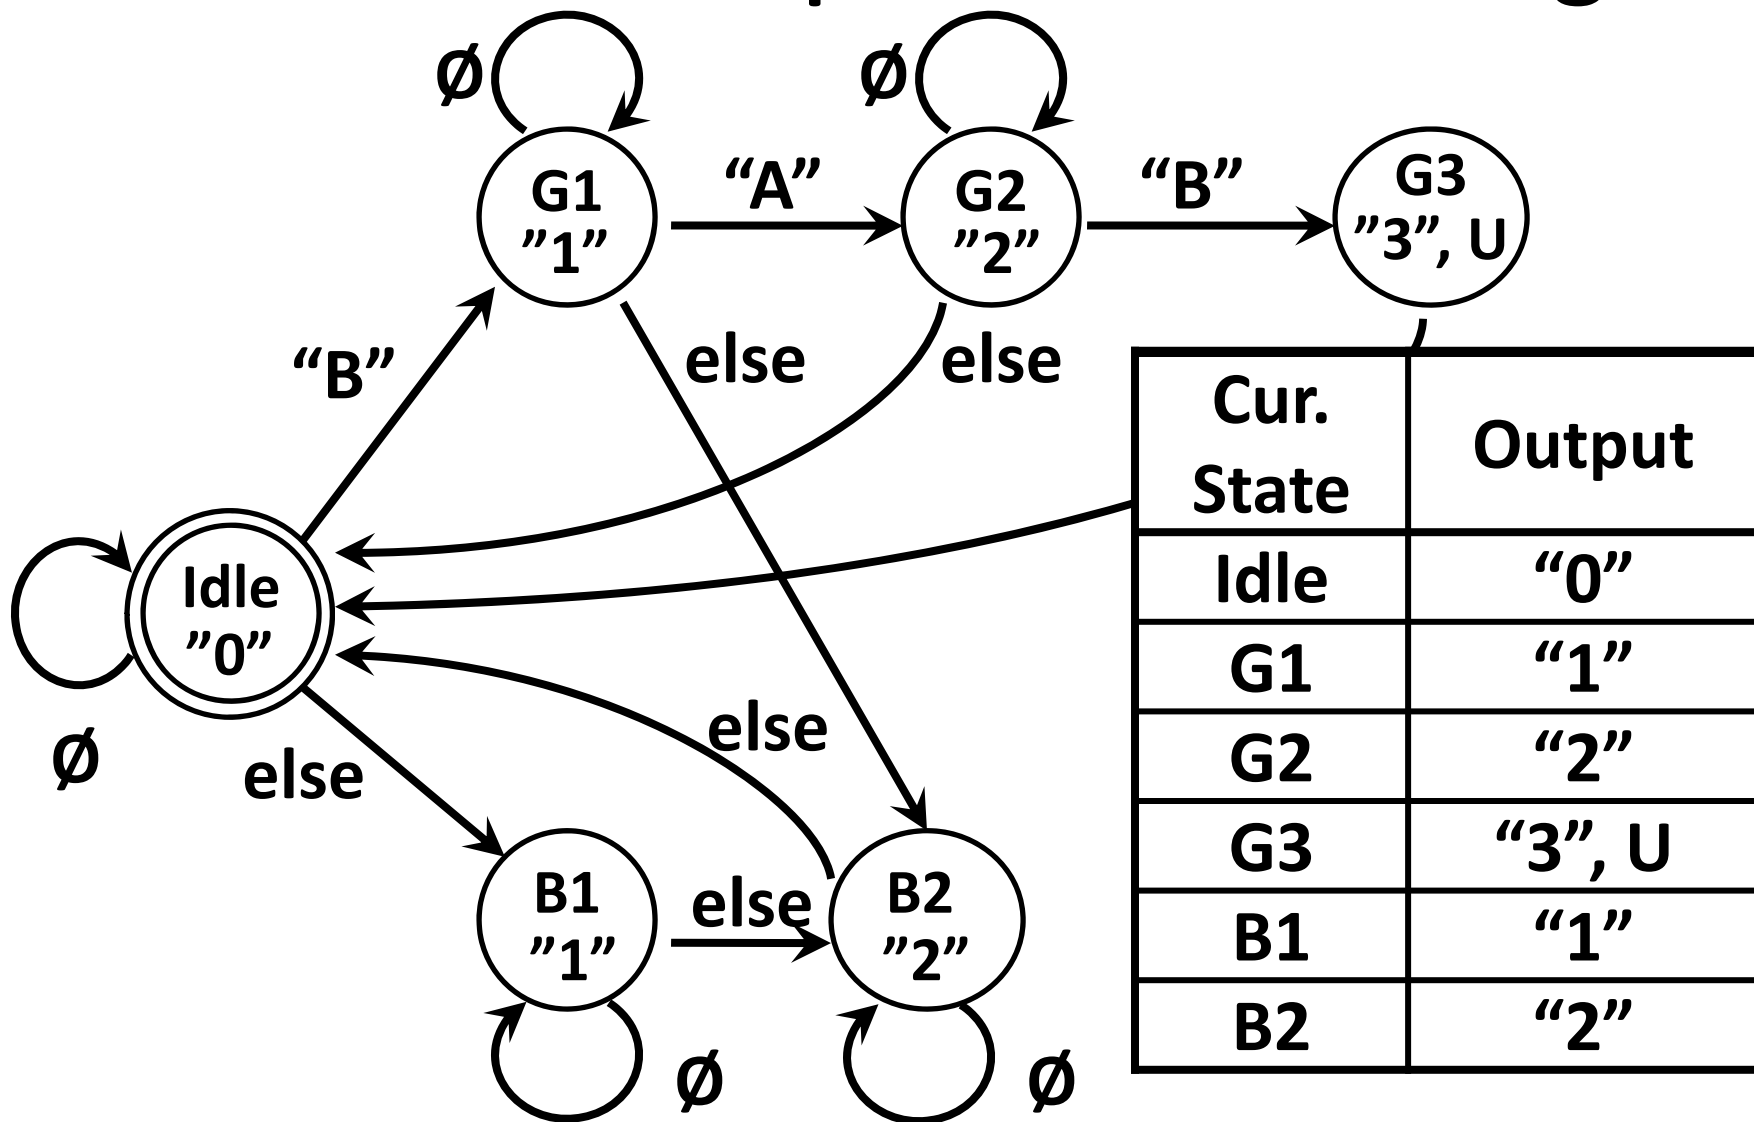 Ø
Ø
G1
”1”
“A”
G2
”2”
“B”
G3
”3”, U
“B”
else
else
Idle
”0”
Ø
else
else
B1
”1”
else
B2
”2”
Ø
Ø
Cur. State Output
Idle “0”
G1 “1”
G2 “2”
G3 “3”, U
B1 “1”
B2 “2”